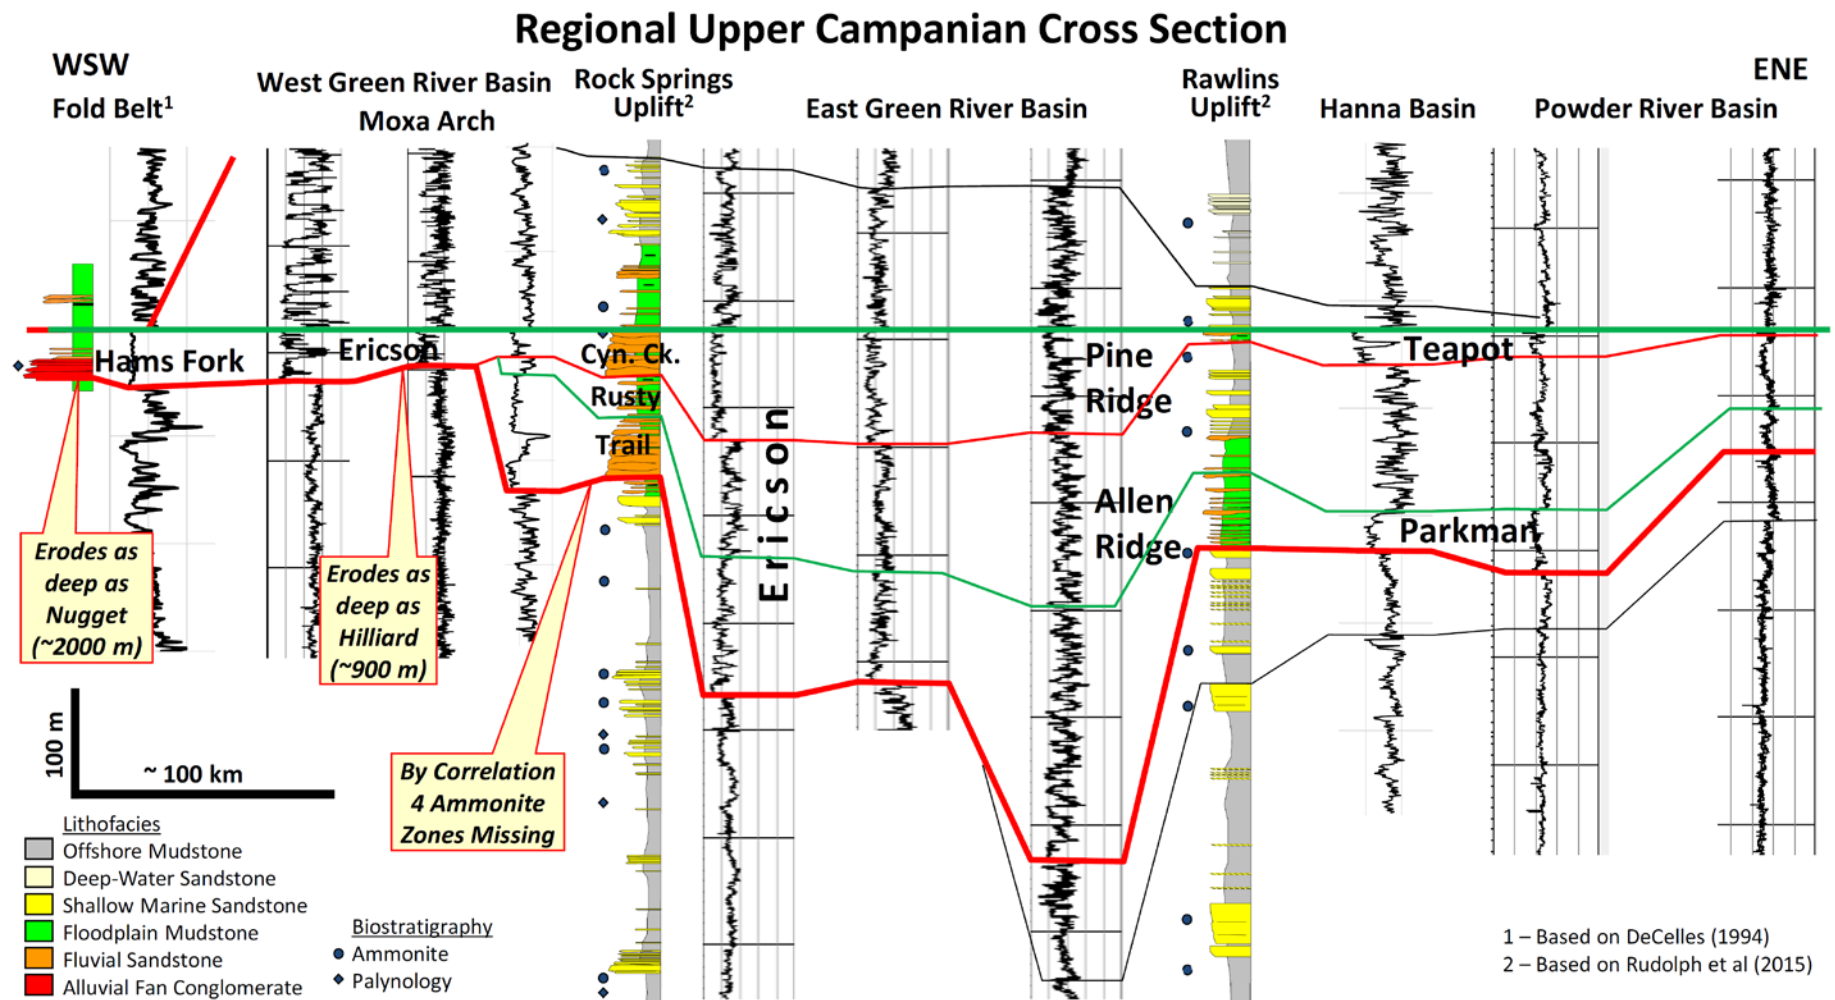 Regional Upper Campanian Cross Section
WSW
ENE
Fold Belt1
West Green River Basin
Moxa Arch
Rock Springs
Uplift2
East Green River Basin
Rawlins
Uplift2
Hanna Basin
Powder River Basin
Hams Fork
Ericson
Cyn. Ck.
Rusty
Trail
Ericson
Pine
Ridge
Allen
Ridge
Teapot
Parkman
Erodes as
deep as
Nugget
(~2000 m)
Erodes as
deep as
Hilliard
(~900 m)
By Correlation
4 Ammonite
Zones Missing
100 m
~ 100 km
Lithofacies
Offshore Mudstone
Deep-Water Sandstone
Shallow Marine Sandstone
Floodplain Mudstone
Fluvial Sandstone
Alluvial Fan Conglomerate
Biostratigraphy
Ammonite
Palynology
1 – Based on DeCelles (1994)
2 – Based on Rudolph et al (2015)